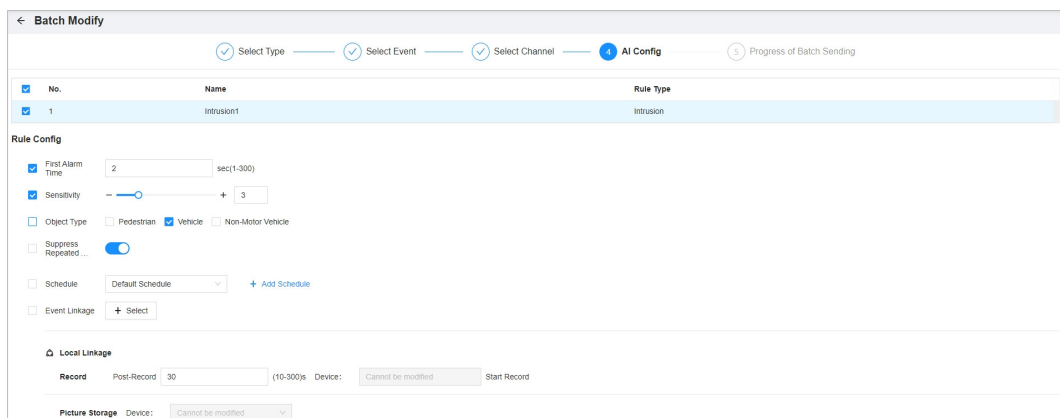 ← Batch Modify
Select Type Select Event Select Channel 4 AI Config 5 Progress of Batch Sending
No. Name Rule Type
1 Intrusion1 Intrusion
Rule Config
First Alarm
Time 2 sec(1-300)
Sensitivity − + 3
Object Type Pedestrian Vehicle Non-Motor Vehicle
Suppress
Repeated ...
Schedule Default Schedule + Add Schedule
Event Linkage + Select
Local Linkage
Record Post-Record 30 (10-300)s Device: Cannot be modified Start Record
Picture Storage Device: Cannot be modified